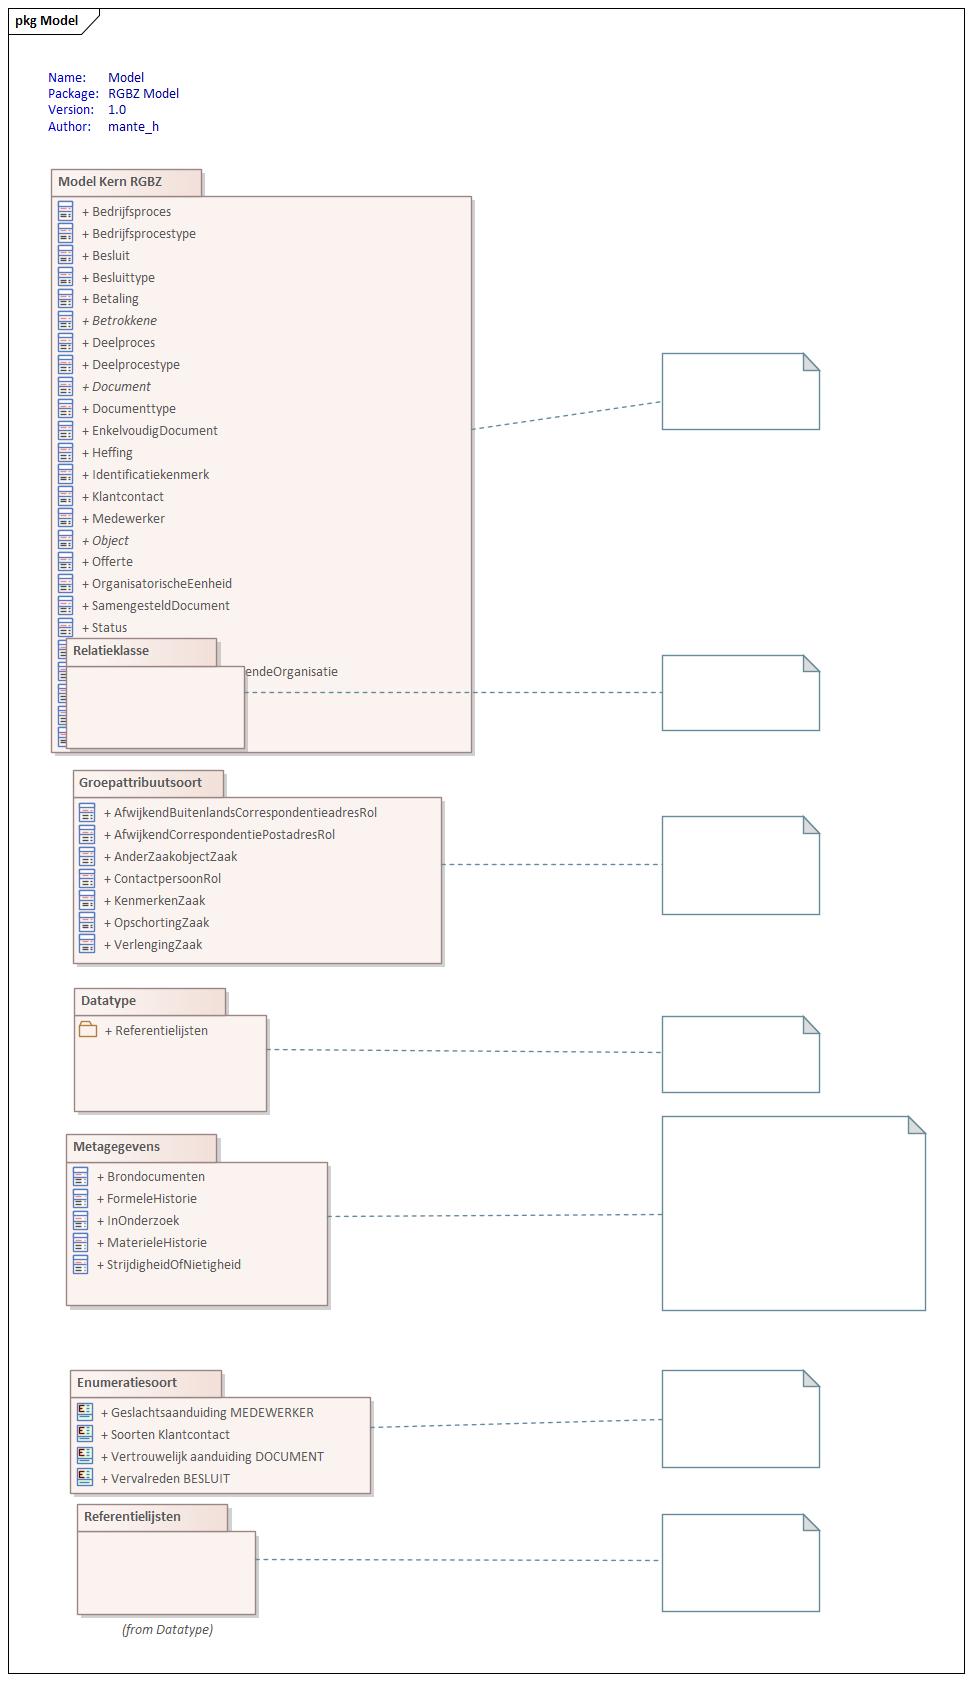 pkg Model
Name: Model
Package: RGBZ Model
Version: 1.0
Author: mante_h
Model Kern RGBZ
+ Bedrijfsproces
+ Bedrijfsprocestype
+ Besluit
+ Besluittype
+ Betaling
+ Betrokkene
+ Deelproces
+ Deelprocestype
+ Document
+ Documenttype
+ EnkelvoudigDocument
+ Heffing
+ Identificatiekenmerk
+ Klantcontact
+ Medewerker
+ Object
+ Offerte
+ OrganisatorischeEenheid
+ SamengesteldDocument
+ Status
Relatieklasse
endeOrganisatie
Groepattribuutsoort
+ AfwijkendBuitenlandsCorrespondentieadresRol
+ AfwijkendCorrespondentiePostadresRol
+ AnderZaakobjectZaak
+ ContactpersoonRol
+ KenmerkenZaak
+ OpschortingZaak
+ VerlengingZaak
Datatype
+ Referentielijsten
Metagegevens
+ Brondocumenten
+ FormeleHistorie
+ InOnderzoek
+ MaterieleHistorie
+ StrijdigheidOfNietigheid
Enumeratiesoort
+ Geslachtsaanduiding MEDEWERKER
+ Soorten Klantcontact
+ Vertrouwelijk aanduiding DOCUMENT
+ Vervalreden BESLUIT
Referentielijsten
(from Datatype)